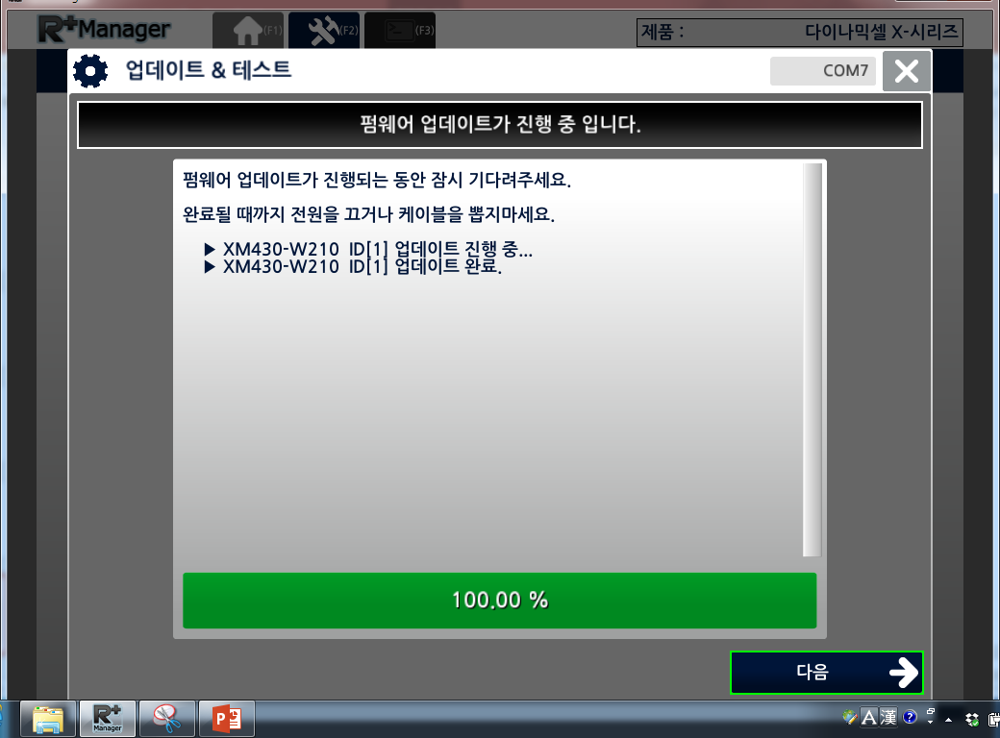 R+Manager
(F1)
(F2)
(F3)
제품 :
다이나믹셀 X-시리즈
업데이트 & 테스트
COM7
펌웨어 업데이트가 진행 중 입니다.
펌웨어 업데이트가 진행되는 동안 잠시 기다려주세요.
완료될 때까지 전원을 끄거나 케이블을 뽑지마세요.
▶ XM430-W210 ID[1] 업데이트 진행 중...
▶ XM430-W210 ID[1] 업데이트 완료.
100.00 %
다음
R+
Manager
P
A 漢 ?